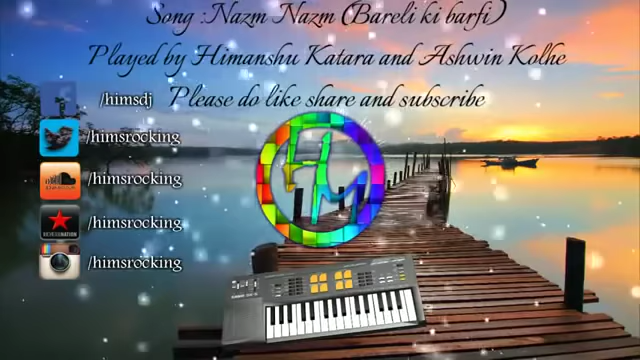 Song :Nazm Nazm (Bareli ki barfi)
Played by Himanshu Katara and Ashwin Kolhe
Please do like share and subscribe
/himsdj
/himsrocking
/himsrocking
/himsrocking
/himsrocking